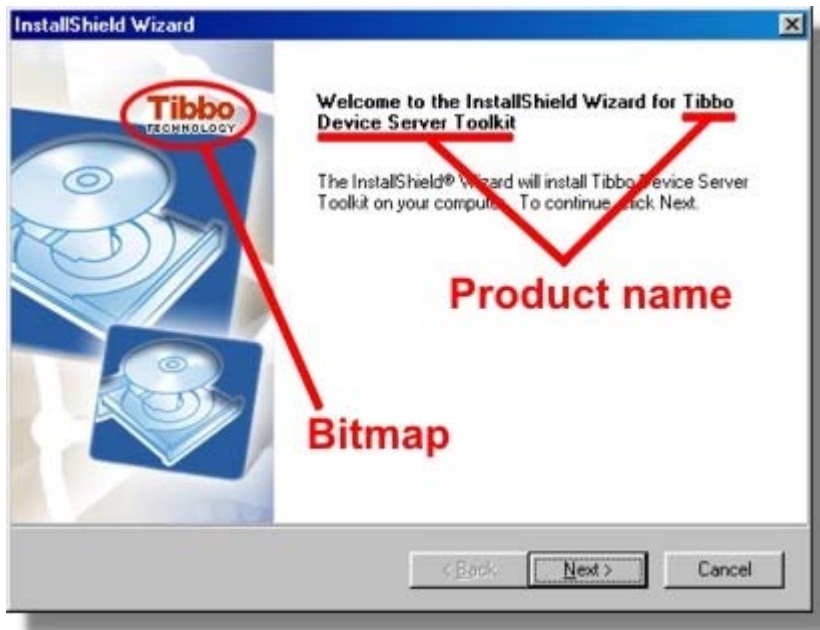 InstallShield Wizard
Tibbo
TECHNOLOGY
Welcome to the InstallShield Wizard for Tibbo
Device Server Toolkit
The InstallShield® Wizard will install Tibbo Device Server
Toolkit on your computer. To continue, click Next.
Product name
Bitmap
< Back
Next >
Cancel